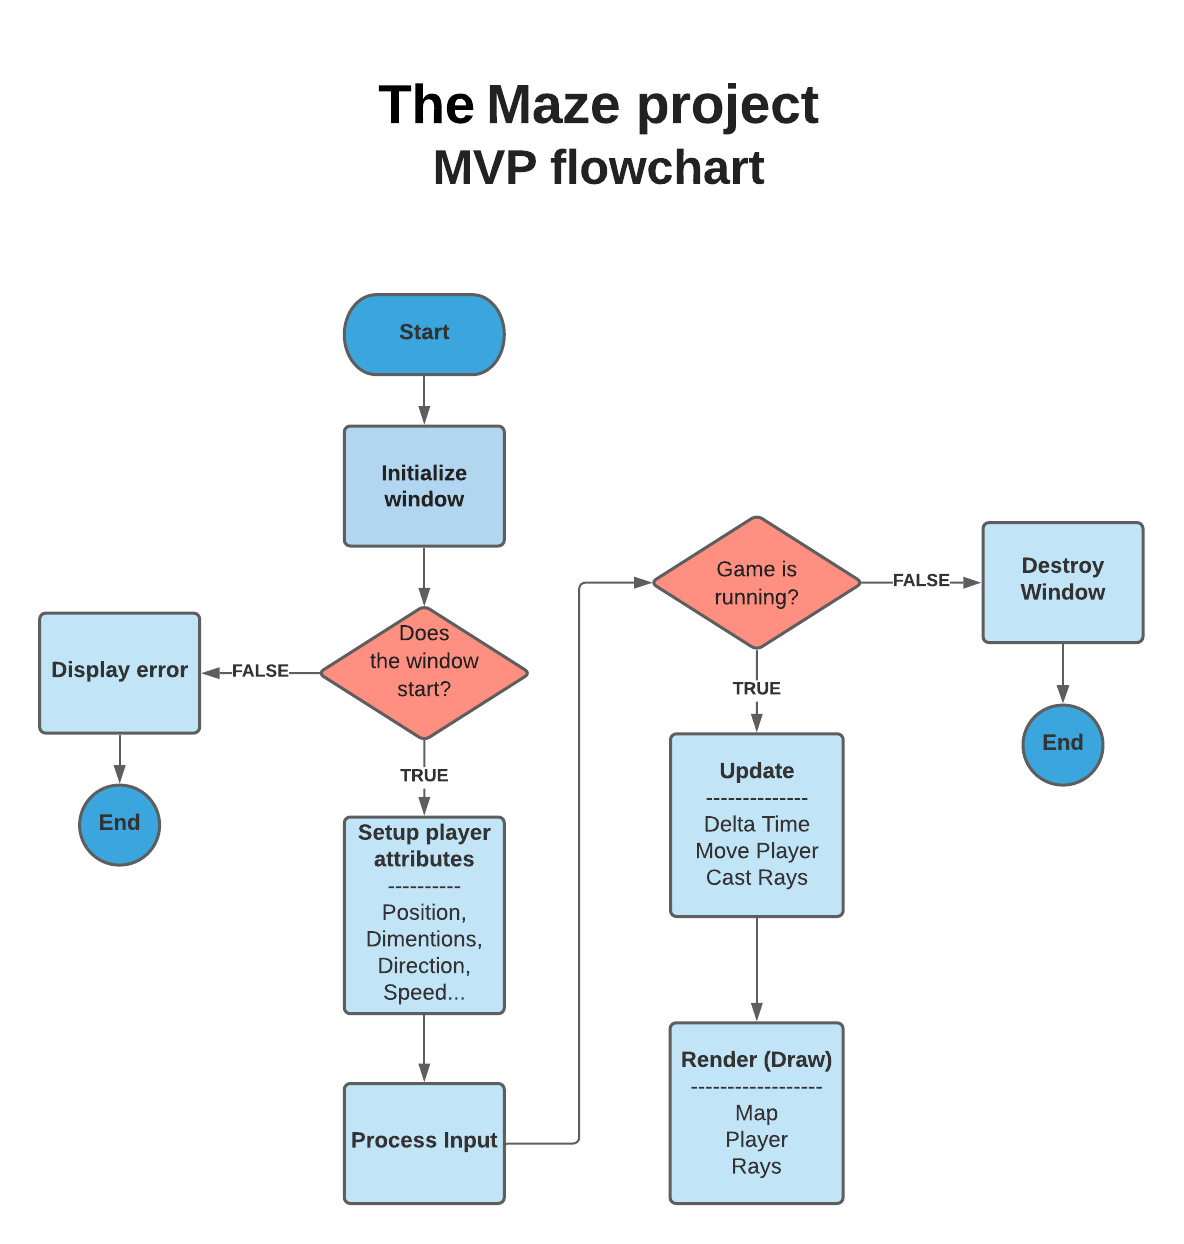 The Maze project
MVP flowchart
Start
Initialize
window
Does
the window
start?
FALSE
Display error
End
TRUE
Setup player
attributes
----------
Position,
Dimentions,
Direction,
Speed...
Process Input
Game is
running?
FALSE
Destroy
Window
End
TRUE
Update
--------------
Delta Time
Move Player
Cast Rays
Render (Draw)
------------------
Map
Player
Rays